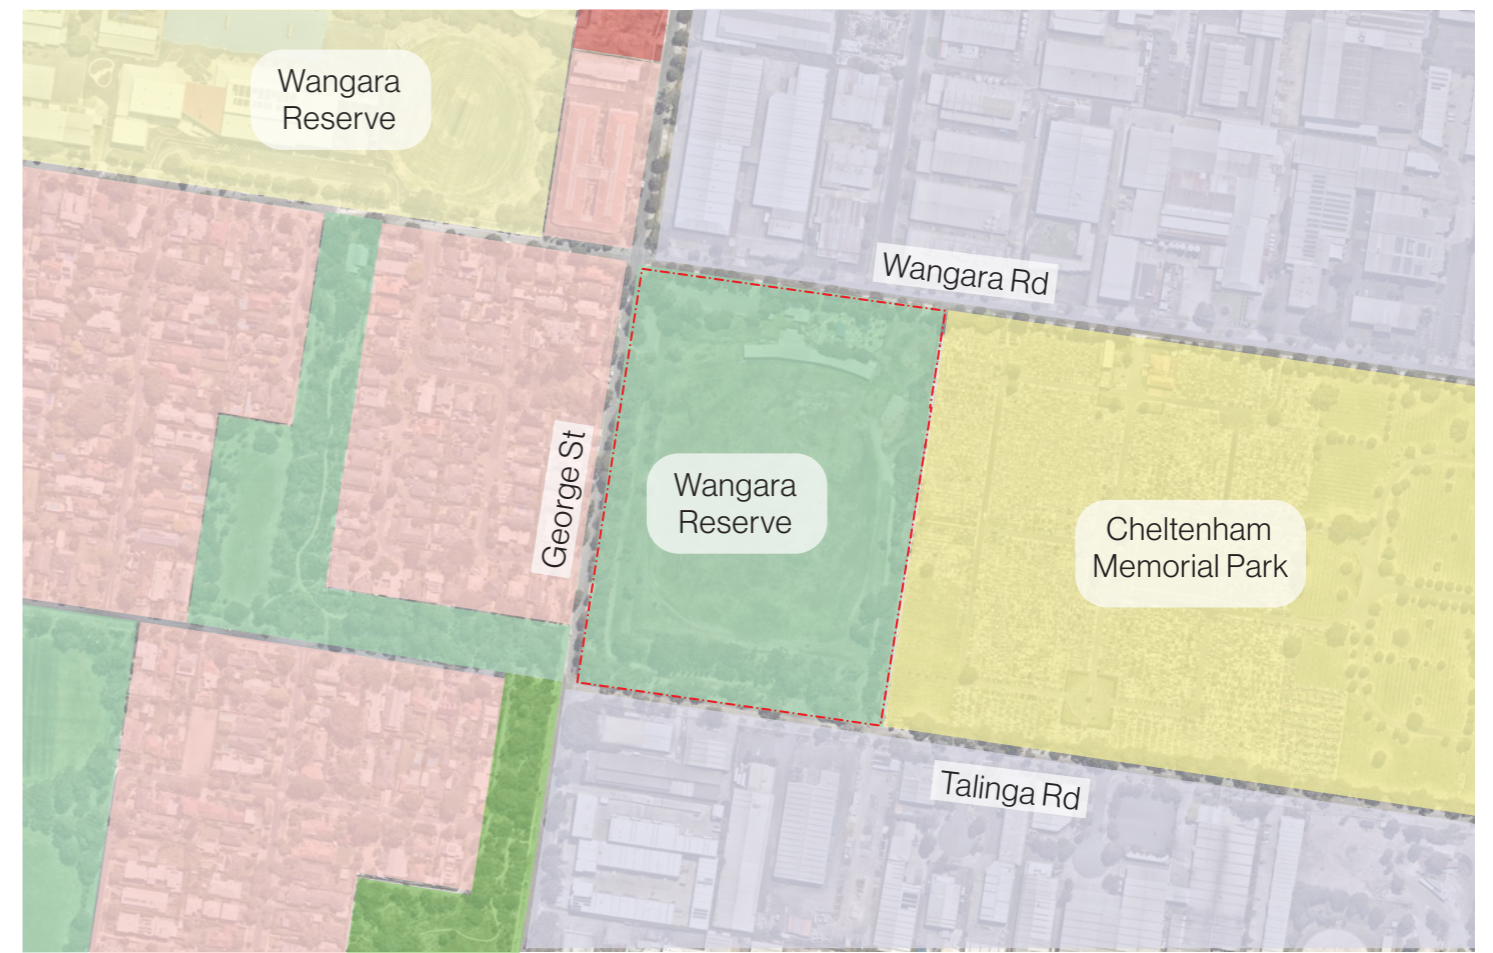 Wangara
Reserve
Wangara Rd
George St
Wangara
Reserve
Cheltenham
Memorial Park
Talinga Rd